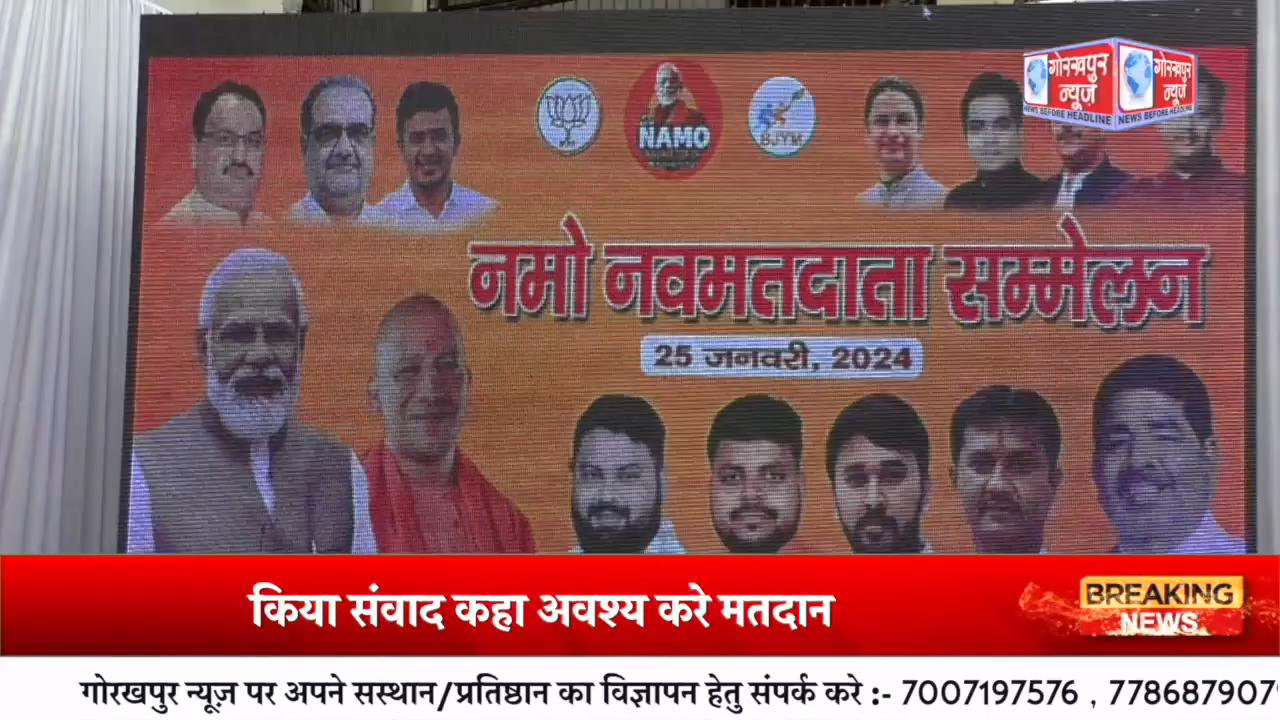 गोरखपुर न्यूज़
गोरखपुर न्यूज़
NEWS BEFORE HEADLINE
NEWS BEFORE HEADLINE
NAMO
BJYM
नमो नवमतदाता सम्मेलन
25 जनवरी, 2024
किया संवाद कहा अवश्य करे मतदान
BREAKING
NEWS
गोरखपुर न्यूज़ पर अपने सस्थान/प्रतिष्ठान का विज्ञापन हेतु संपर्क करे :- 7007197576 , 778687907